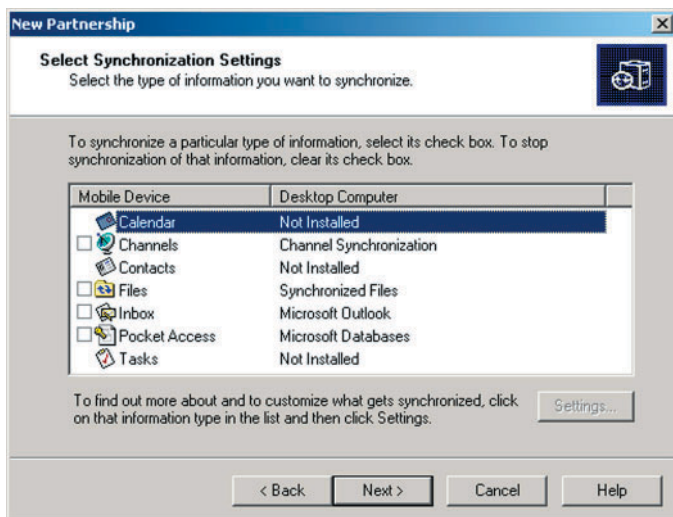 New Partnership
Select Synchronization Settings
Select the type of information you want to synchronize.
To synchronize a particular type of information, select its check box. To stop
synchronization of that information, clear its check box.
Mobile Device Desktop Computer
Calendar Not Installed
Channels Channel Synchronization
Contacts Not Installed
Files Synchronized Files
Inbox Microsoft Outlook
Pocket Access Microsoft Databases
Tasks Not Installed
To find out more about and to customize what gets synchronized, click
on that information type in the list and then click Settings.
Settings...
< Back Next > Cancel Help